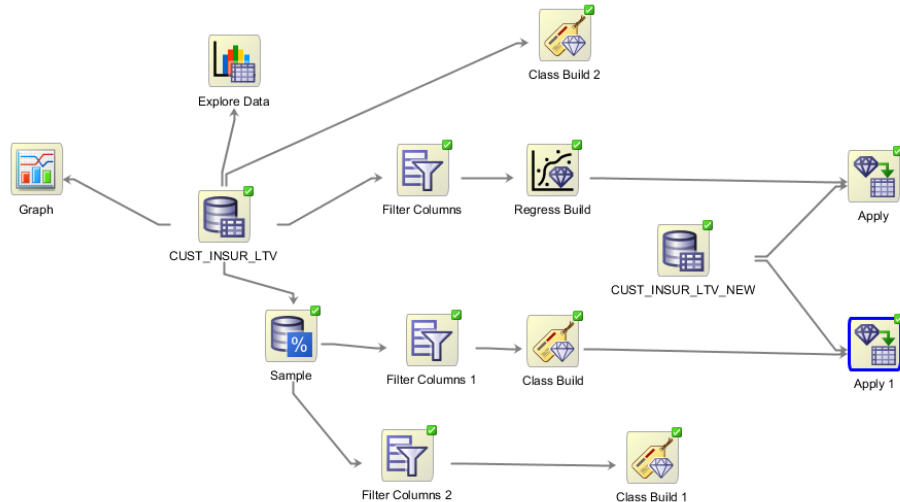 Class Build 2
Explore Data
Graph
Filter Columns
Regress Build
Apply
CUST_INSUR_LTV
CUST_INSUR_LTV_NEW
%
Sample
Filter Columns 1
Class Build
Apply 1
Filter Columns 2
Class Build 1